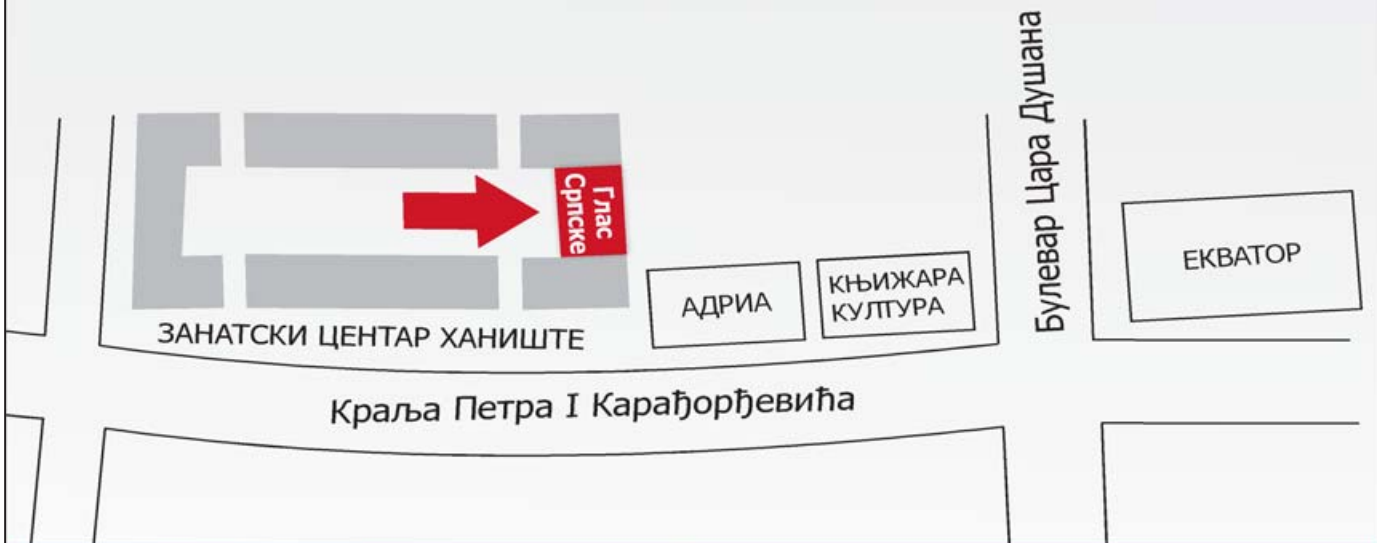 Булевар Цара Душана
Глас
Српске
ЗАНАТСКИ ЦЕНТАР ХАНИШТЕ
АДРИА
КЊИЖАРА
КУЛТУРА
ЕКВАТОР
Краља Петра I Карађорђевића